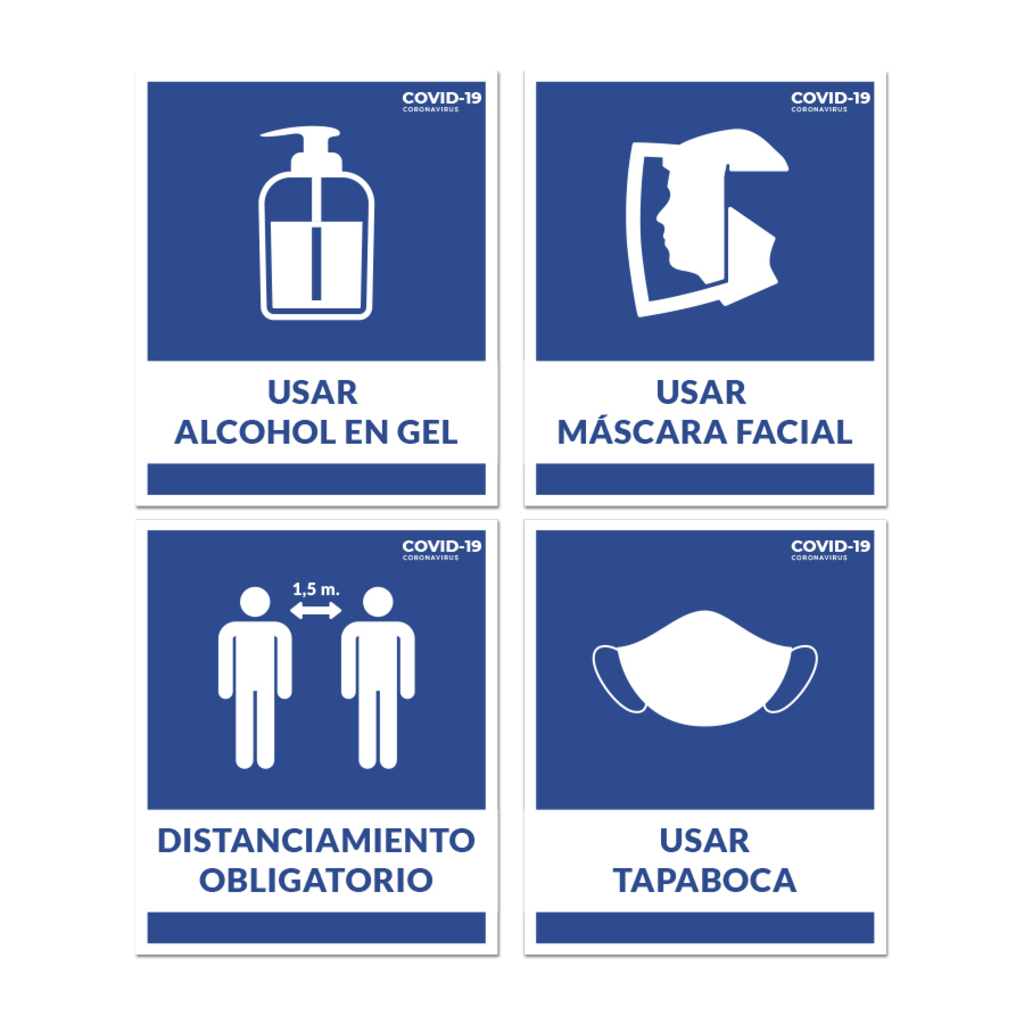 COVID-19
CORONAVIRUS
USAR
ALCOHOL EN GEL
COVID-19
CORONAVIRUS
USAR
MÁSCARA FACIAL
COVID-19
CORONAVIRUS
1,5 m.
DISTANCIAMIENTO
OBLIGATORIO
COVID-19
CORONAVIRUS
USAR
TAPABOCA